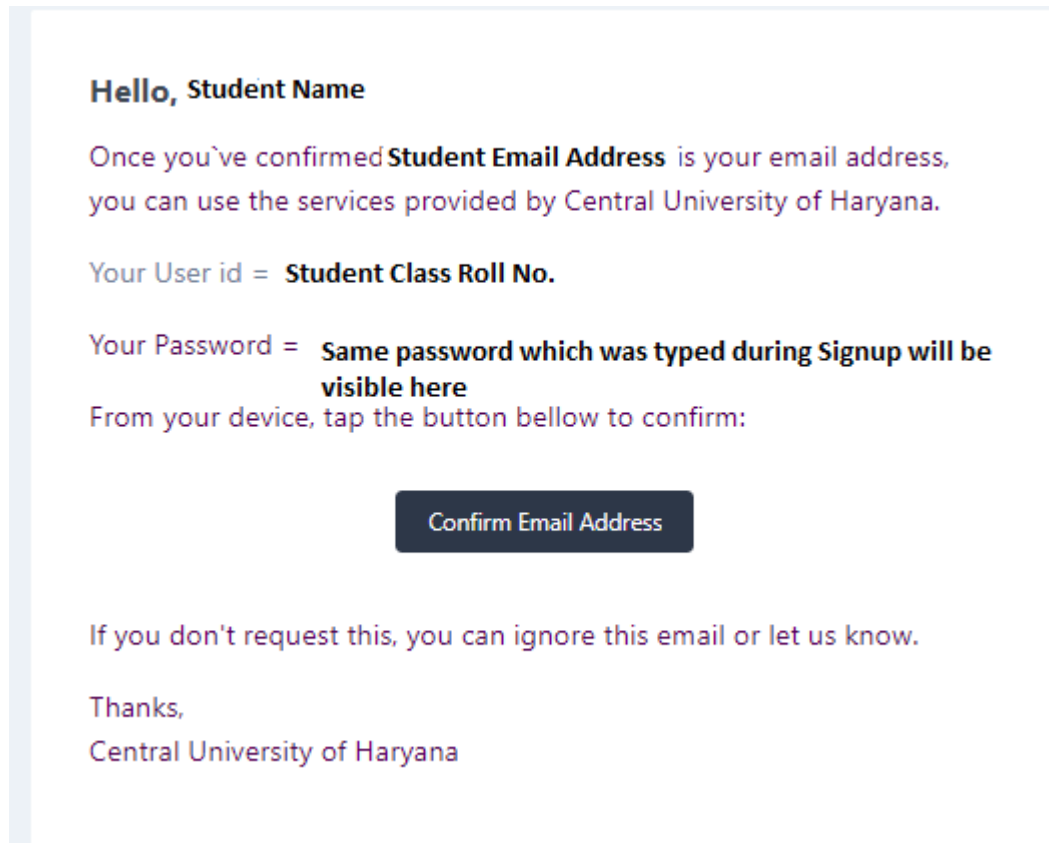 Hello, Student Name
Once you`ve confirmed Student Email Address is your email address,
you can use the services provided by Central University of Haryana.
Your User id = Student Class Roll No.
Your Password = Same password which was typed during Signup will be
visible here
From your device, tap the button bellow to confirm:
Confirm Email Address
If you don't request this, you can ignore this email or let us know.
Thanks,
Central University of Haryana